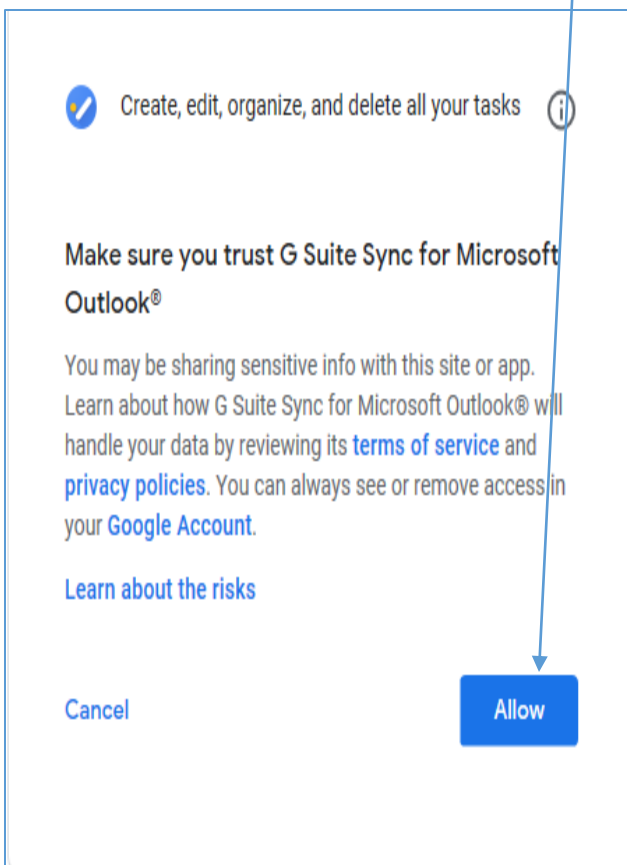 Create, edit, organize, and delete all your tasks
Make sure you trust G Suite Sync for Microsoft
Outlook®
You may be sharing sensitive info with this site or app.
Learn about how G Suite Sync for Microsoft Outlook® will
handle your data by reviewing its terms of service and
privacy policies. You can always see or remove access in
your Google Account.
Learn about the risks
Cancel
Allow